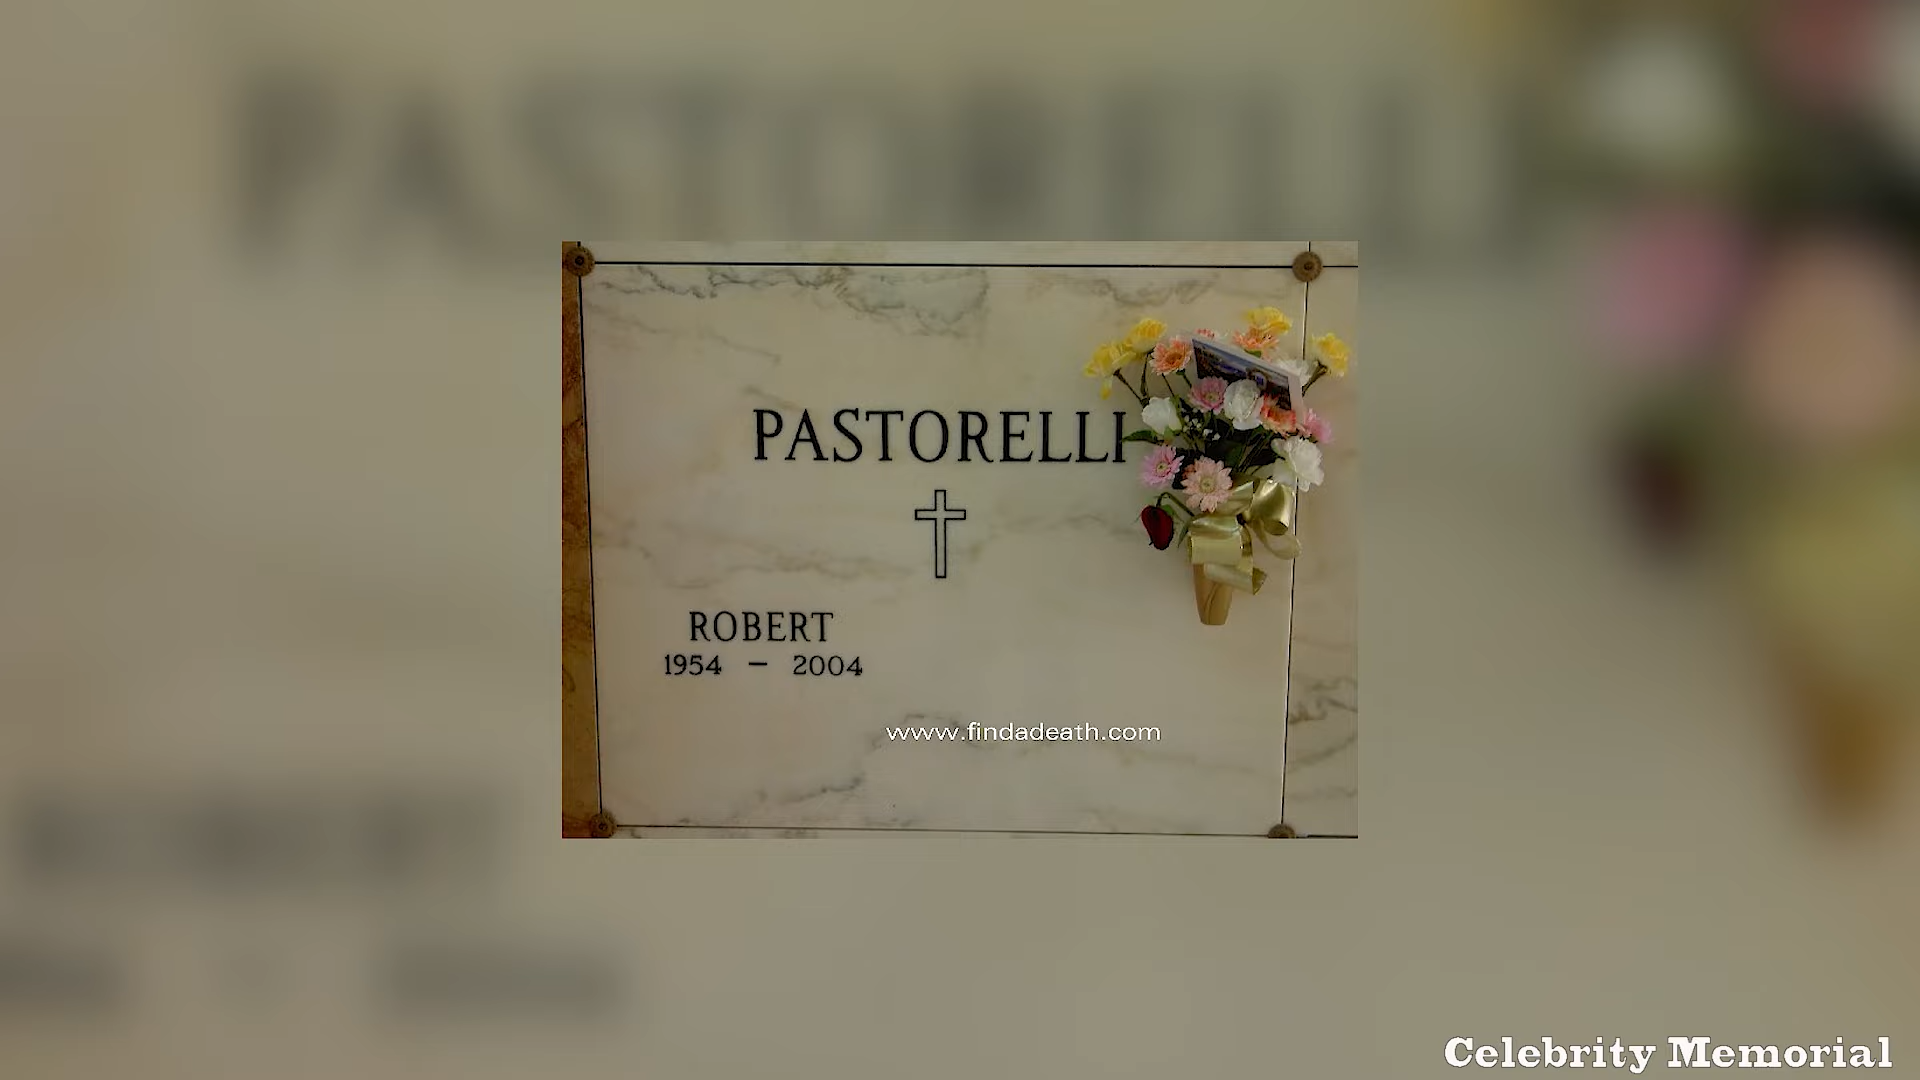 PASTORELLI
ROBERT
1954 – 2004
www.findadeath.com
Celebrity Memorial